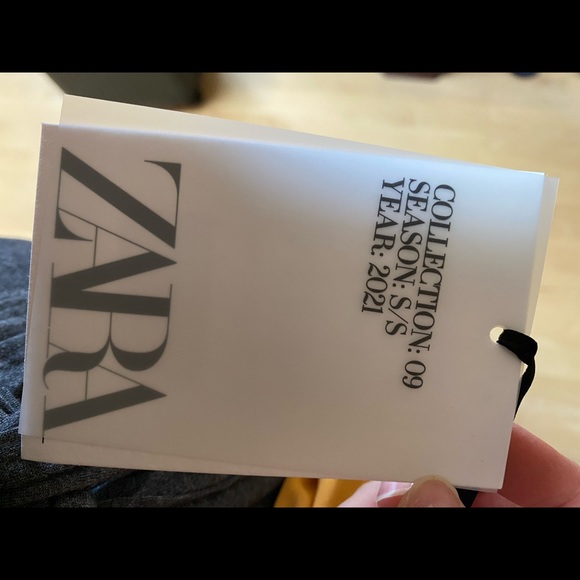 COLLECTION: 09
SEASON: S/S
YEAR: 2021
ZARA